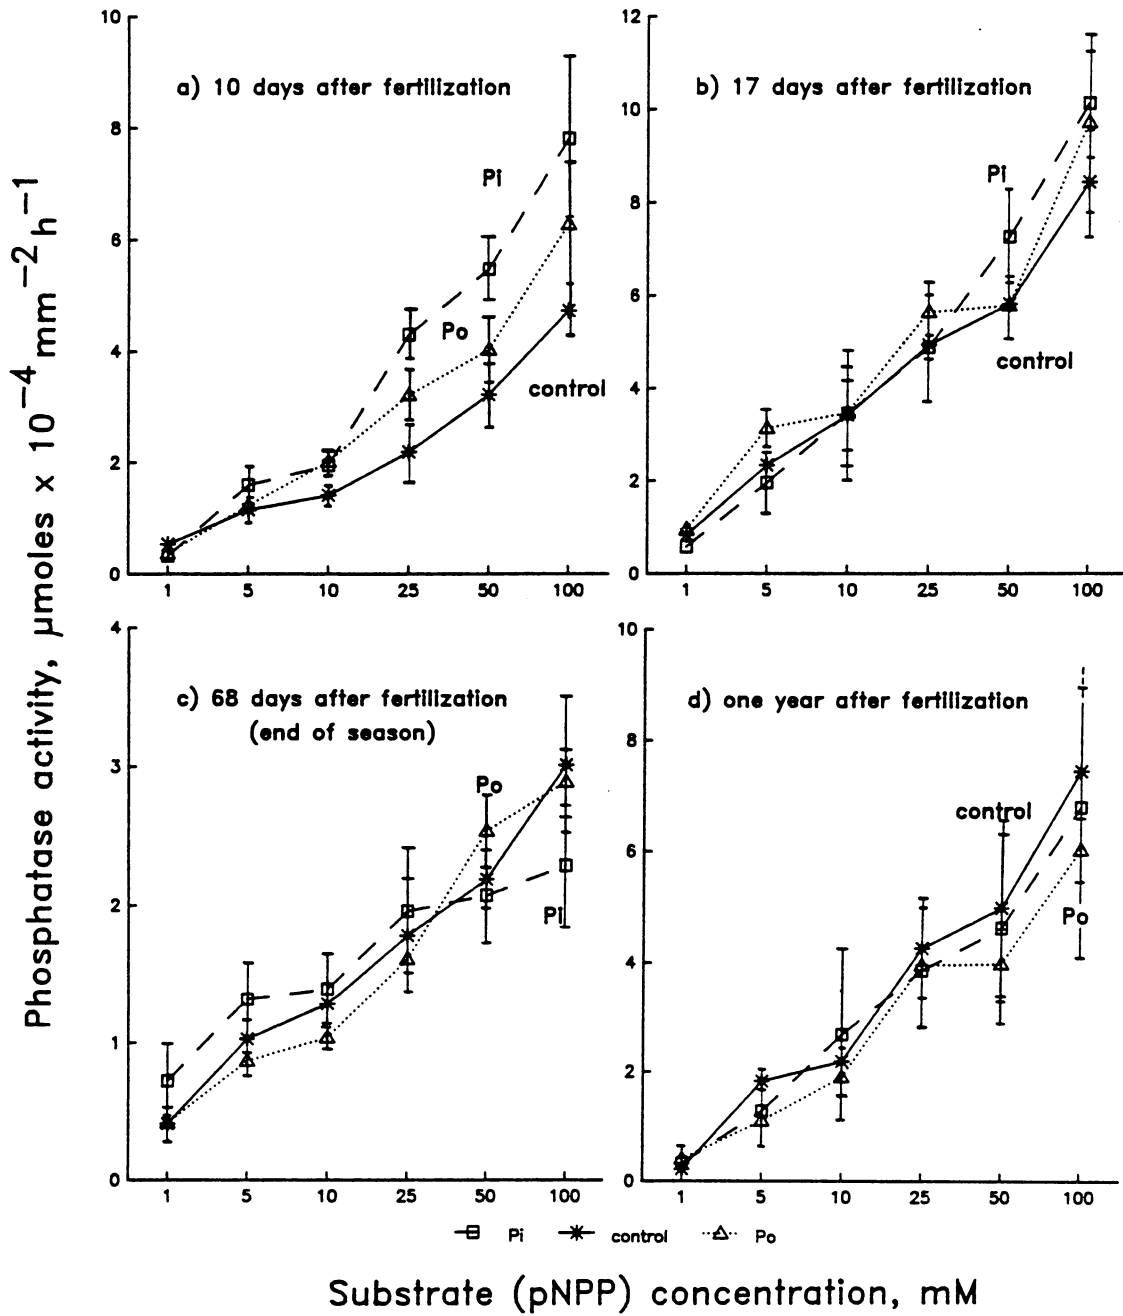 Phosphatase activity, μmoles x 10−4 mm−2 h−1
a) 10 days after fertilization
10
8
6
4
2
0
Pi
Po
control
1 5 10 25 50 100
b) 17 days after fertilization
12
10
8
6
4
2
0
Pi
control
1 5 10 25 50 100
c) 68 days after fertilization
(end of season)
4
3
2
1
0
Po
Pi
1 5 10 25 50 100
d) one year after fertilization
10
8
6
4
2
0
control
Po
1 5 10 25 50 100
Pi control Po
Substrate (pNPP) concentration, mM